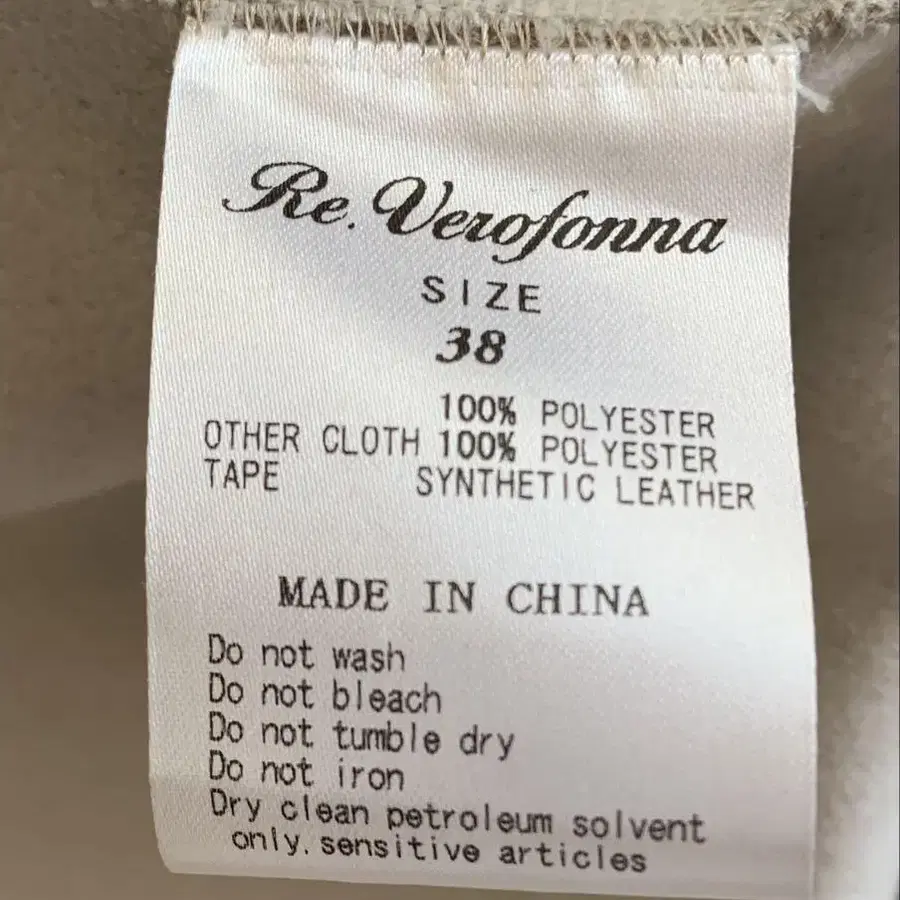 Re. Verofonna
SIZE
38
100% POLYESTER
OTHER CLOTH 100% POLYESTER
TAPE SYNTHETIC LEATHER
MADE IN CHINA
Do not wash
Do not bleach
Do not tumble dry
Do not iron
Dry clean petroleum solvent
only. sensitive articles